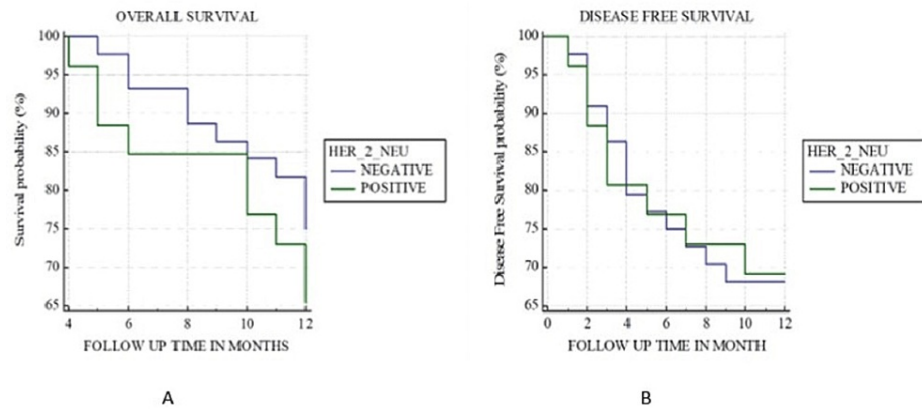 OVERALL SURVIVAL
Survival probability (%)
100
95
90
85
80
75
70
65
4
6
8
10
12
FOLLOW UP TIME IN MONTHS
HER_2_NEU
NEGATIVE
POSITIVE
A
DISEASE FREE SURVIVAL
Disease Free Survival probability (%)
100
95
90
85
80
75
70
65
0
2
4
6
8
10
12
FOLLOW UP TIME IN MONTH
HER_2_NEU
NEGATIVE
POSITIVE
B